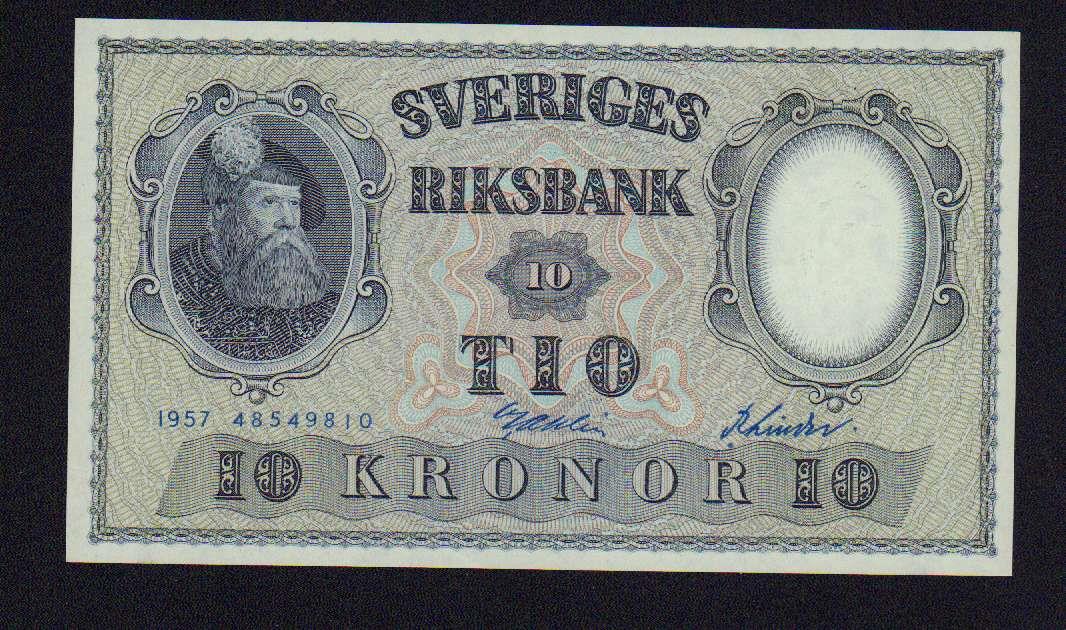 SVERIGES
RIKSBANK
10
TIO
1957 48549810
10 KRONOR 10